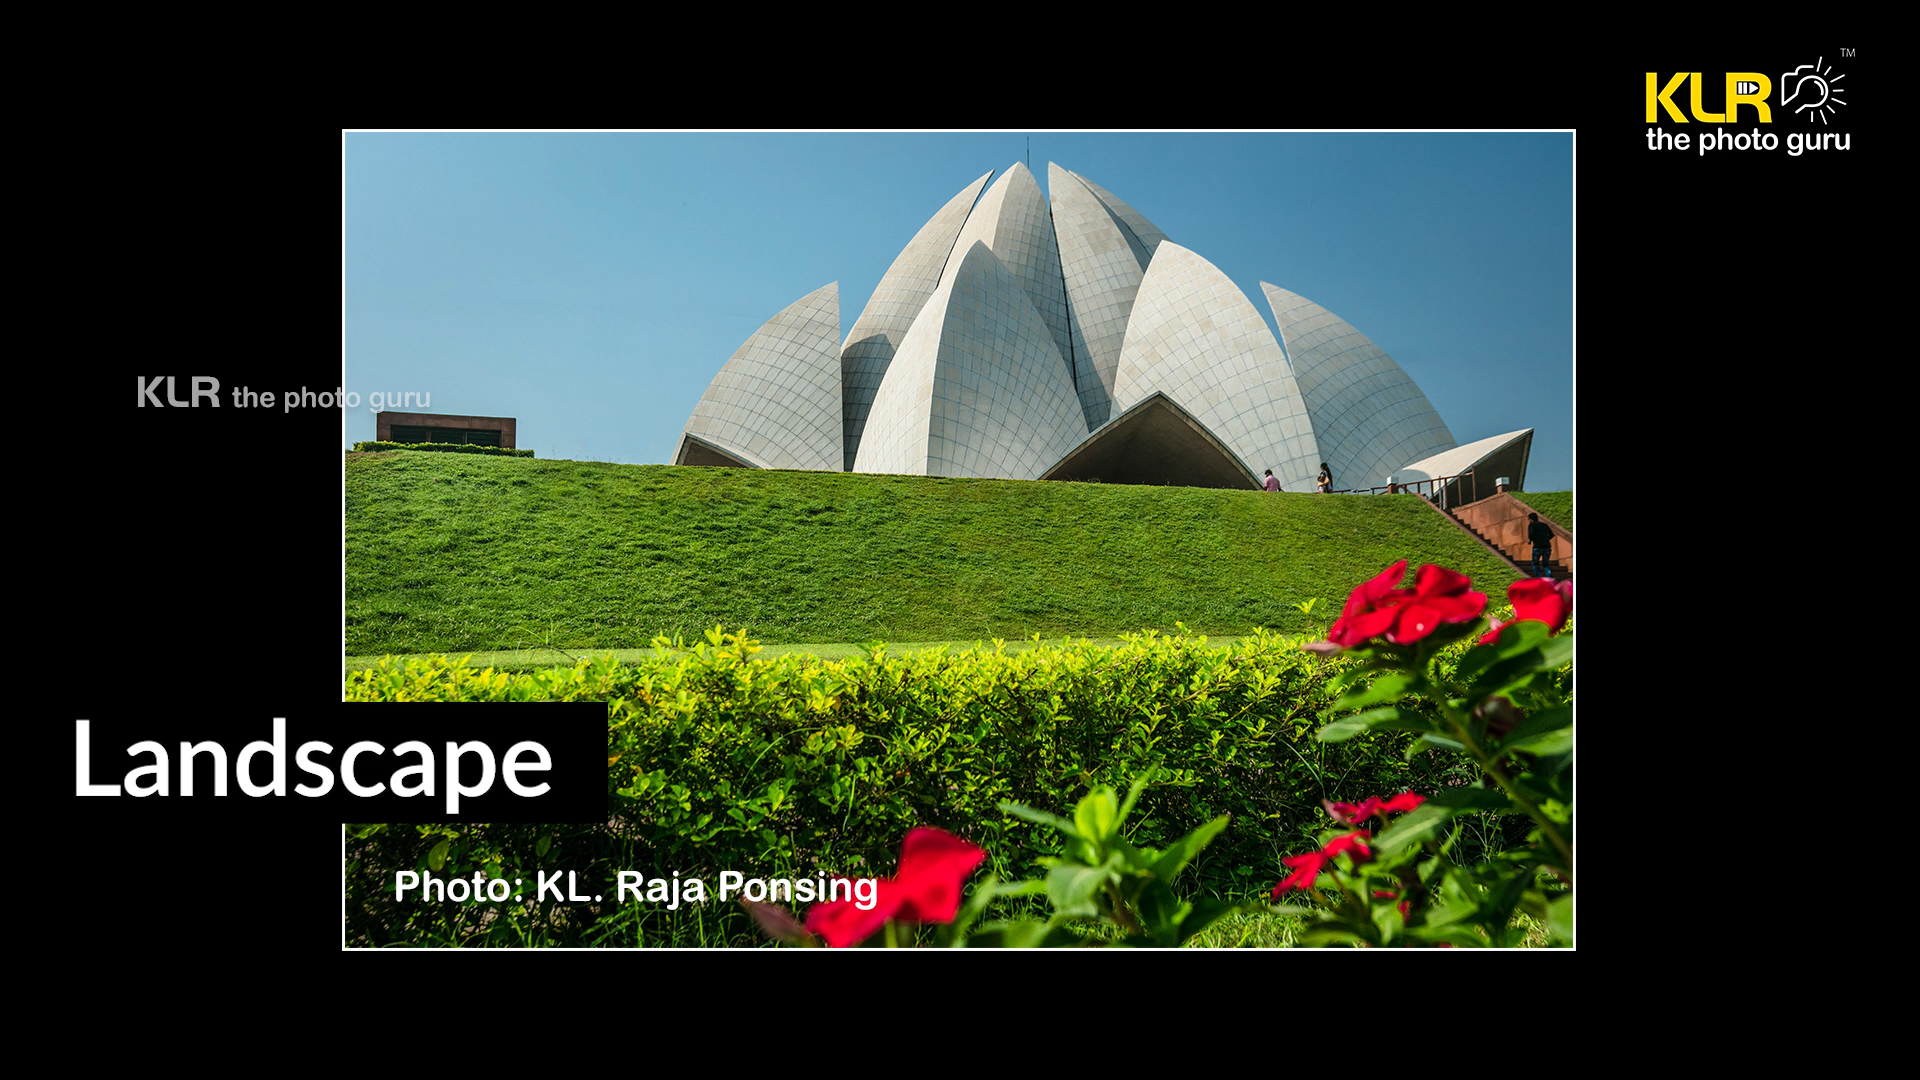 TM
KLR
the photo guru
KLR the photo guru
Landscape
Photo: KL. Raja Ponsing